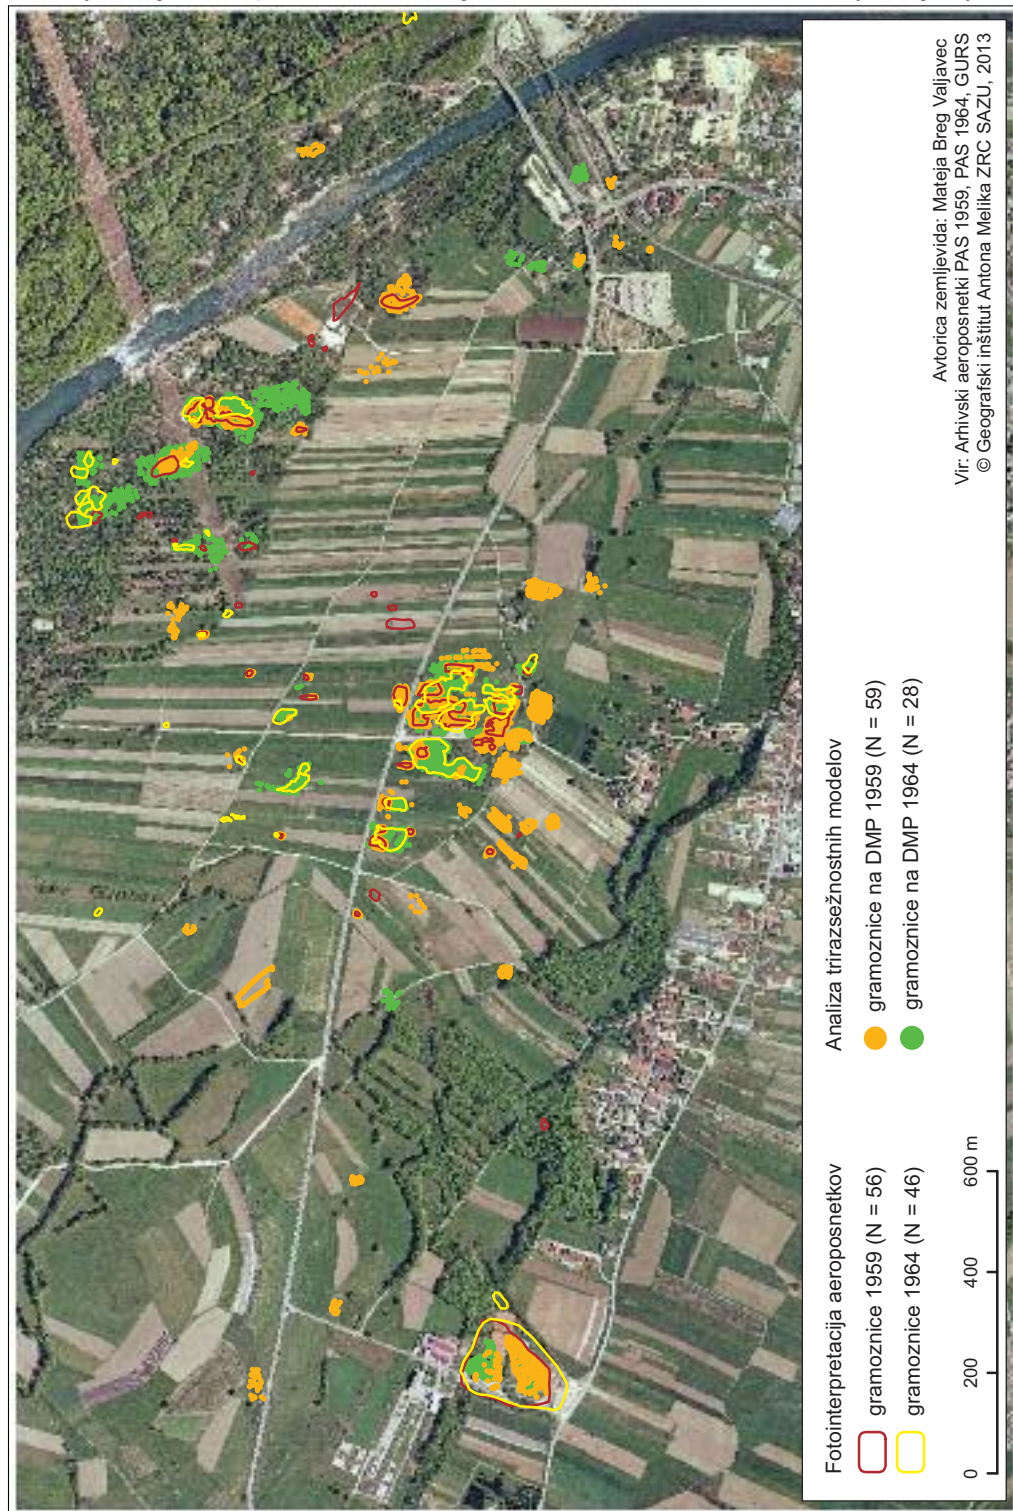 Fotointerpretacija aeroposnetkov
gramoznice 1959 (N = 56)
gramoznice 1964 (N = 46)
0 200 400 600 m
Analiza trirazsežnostnih modelov
gramoznice na DMP 1959 (N = 59)
gramoznice na DMP 1964 (N = 28)
Avtorica zemljevida: Mateja Breg Valjavec
Vir: Arhivski aeroposnetki PAS 1959, PAS 1964, GURS
© Geografski inštitut Antona Melika ZRC SAZU, 2013